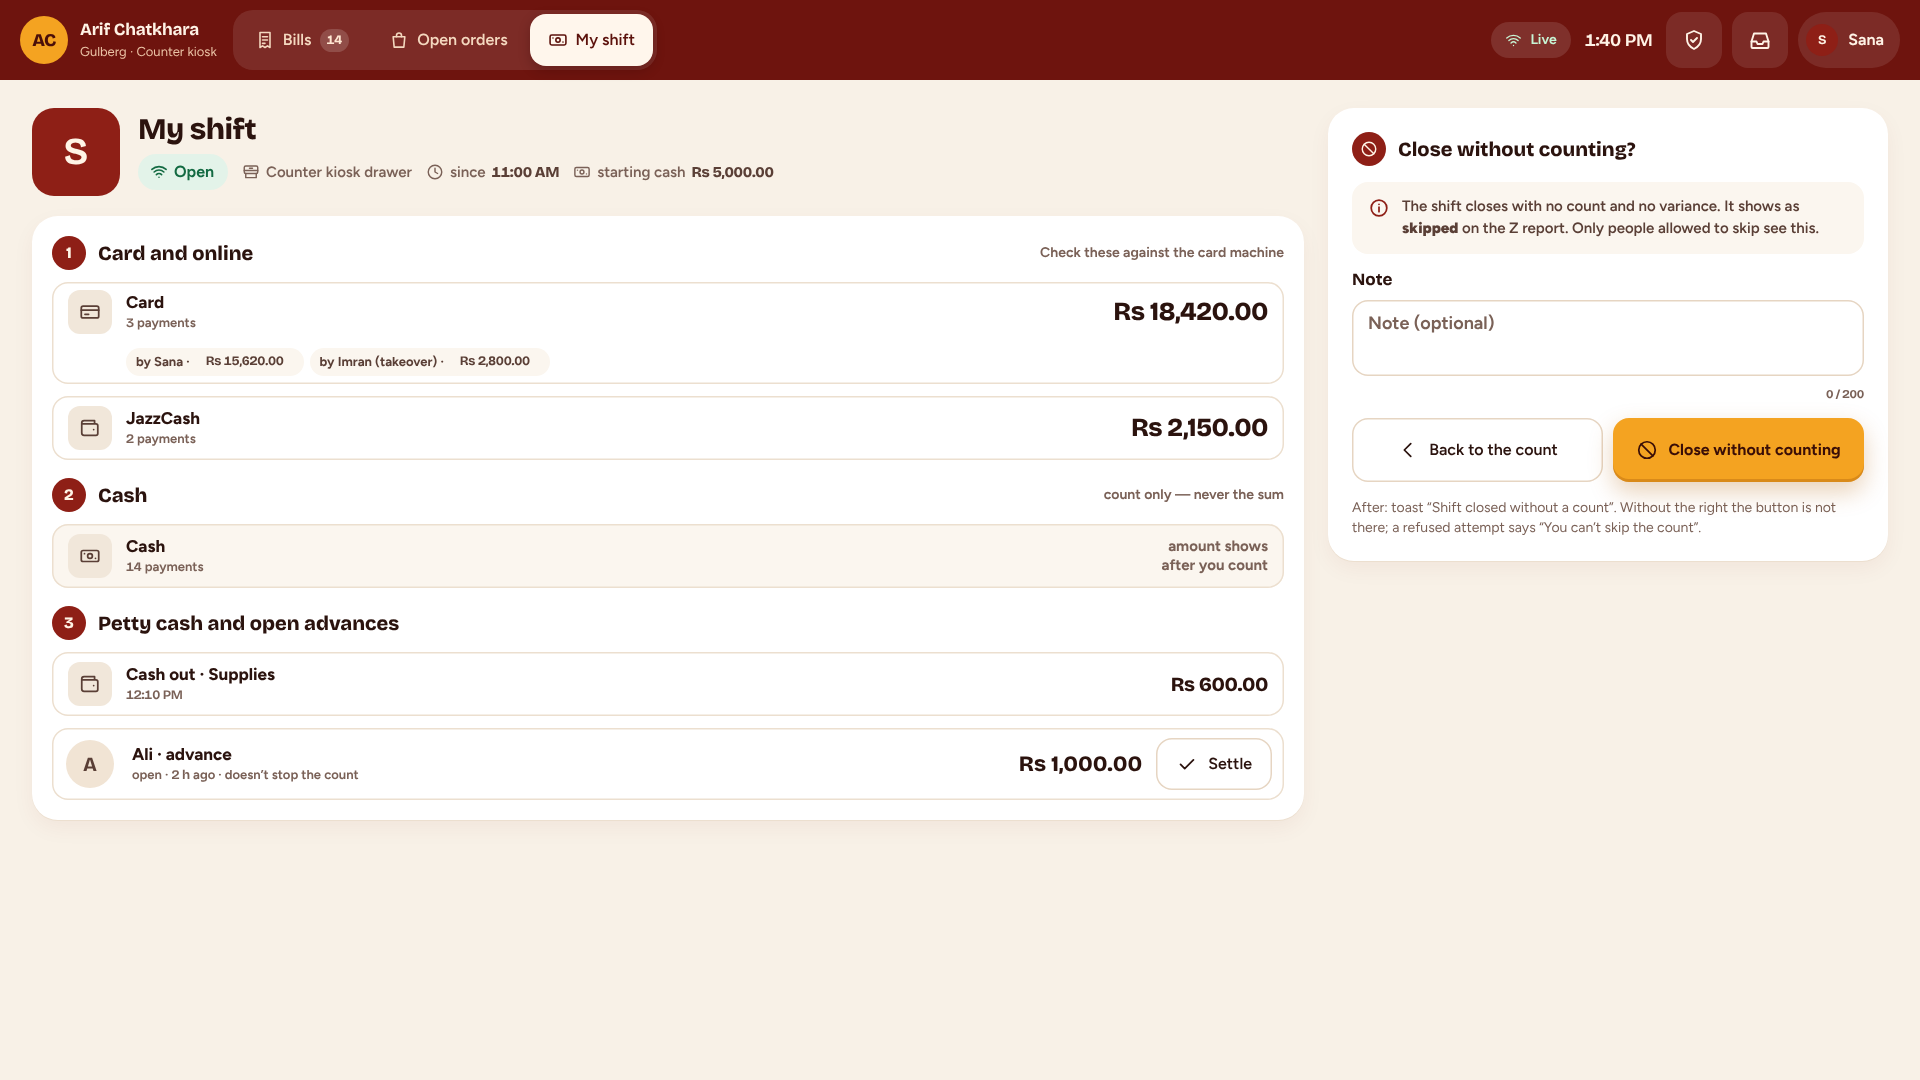 AC
Arif Chatkhara
Gulberg · Counter kiosk
Bills 14
Open orders
My shift
Live
1:40 PM
S
Sana
S
My shift
Open
Counter kiosk drawer
since 11:00 AM
starting cash Rs 5,000.00
1
Card and online
Check these against the card machine
Card
3 payments
Rs 18,420.00
by Sana · Rs 15,620.00
by Imran (takeover) · Rs 2,800.00
JazzCash
2 payments
Rs 2,150.00
2
Cash
count only — never the sum
Cash
14 payments
amount shows
after you count
3
Petty cash and open advances
Cash out · Supplies
12:10 PM
Rs 600.00
A
Ali · advance
open · 2 h ago · doesn’t stop the count
Rs 1,000.00
Settle
Close without counting?
The shift closes with no count and no variance. It shows as
skipped on the Z report. Only people allowed to skip see this.
Note
Note (optional)
0 / 200
Back to the count
Close without counting
After: toast “Shift closed without a count”. Without the right the button is not
there; a refused attempt says “You can’t skip the count”.